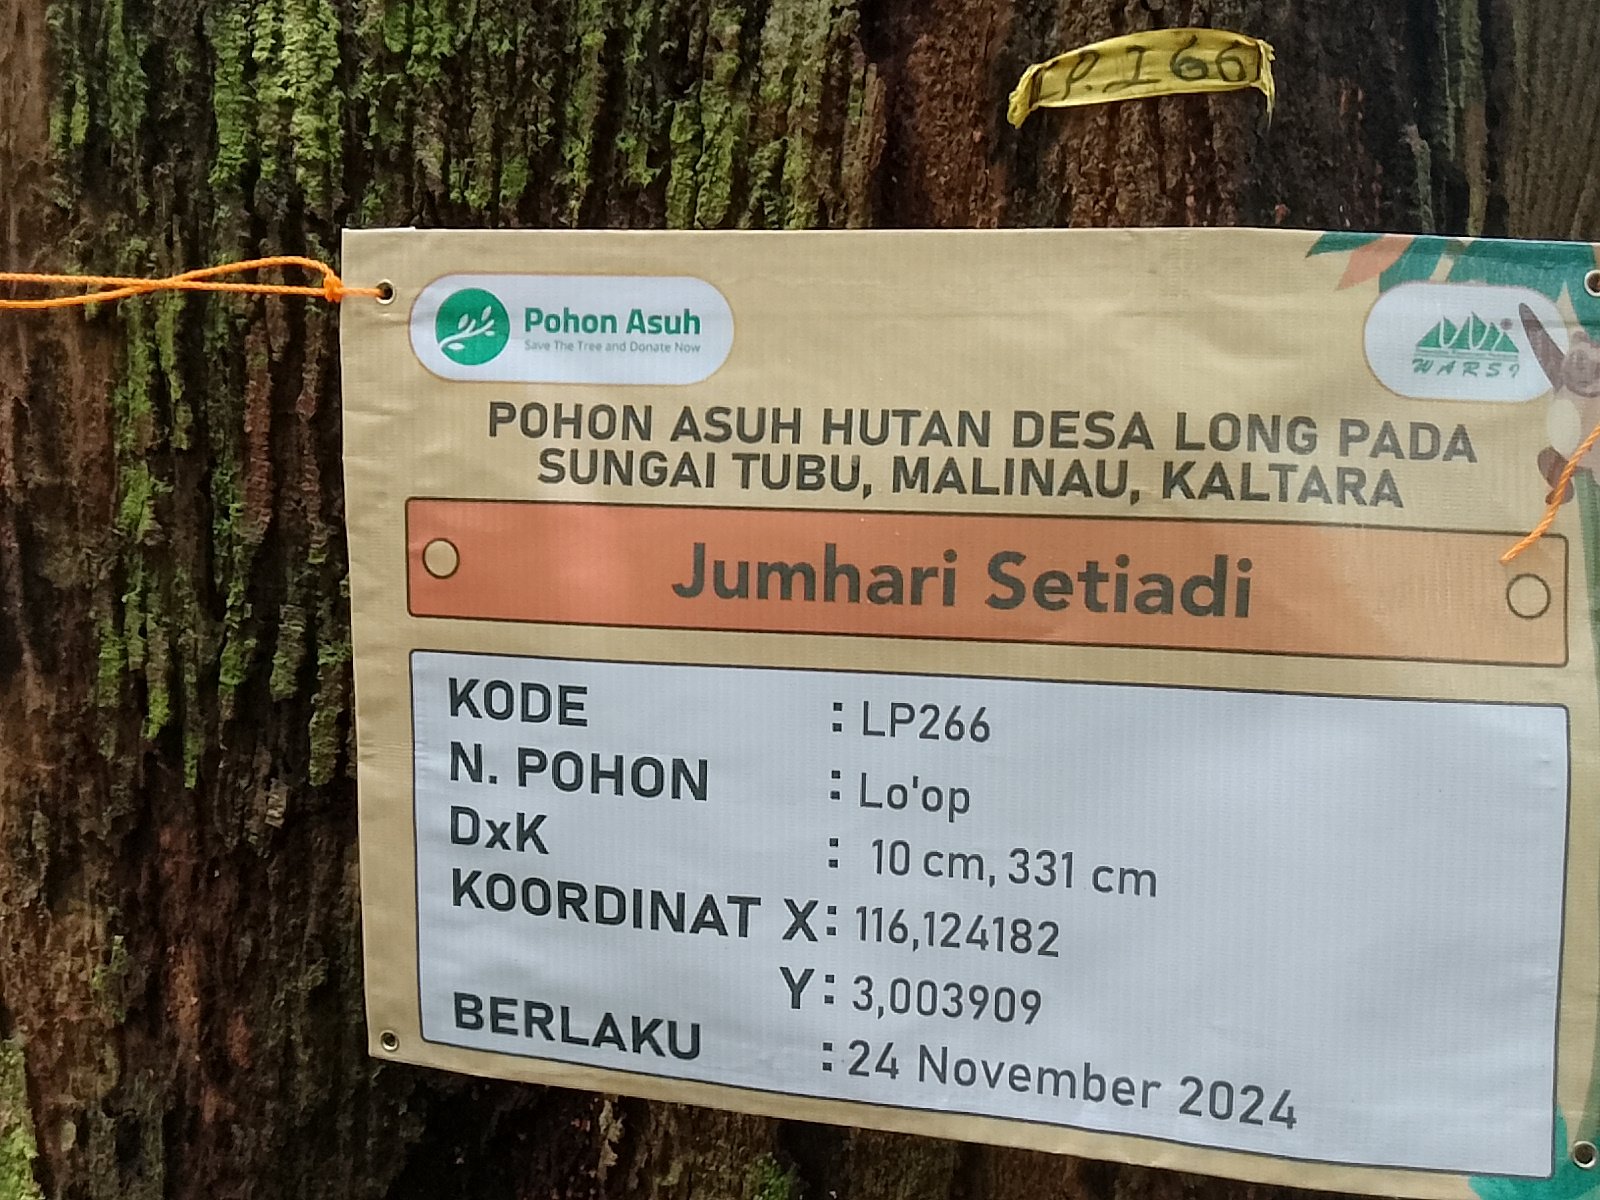 LP.266
Pohon Asuh
Save The Tree and Donate Now
WARSI
POHON ASUH HUTAN DESA LONG PADA
SUNGAI TUBU, MALINAU, KALTARA
Jumhari Setiadi
KODE : LP266
N. POHON : Lo'op
DxK : 10 cm, 331 cm
KOORDINAT X: 116,124182
Y: 3,003909
BERLAKU : 24 November 2024